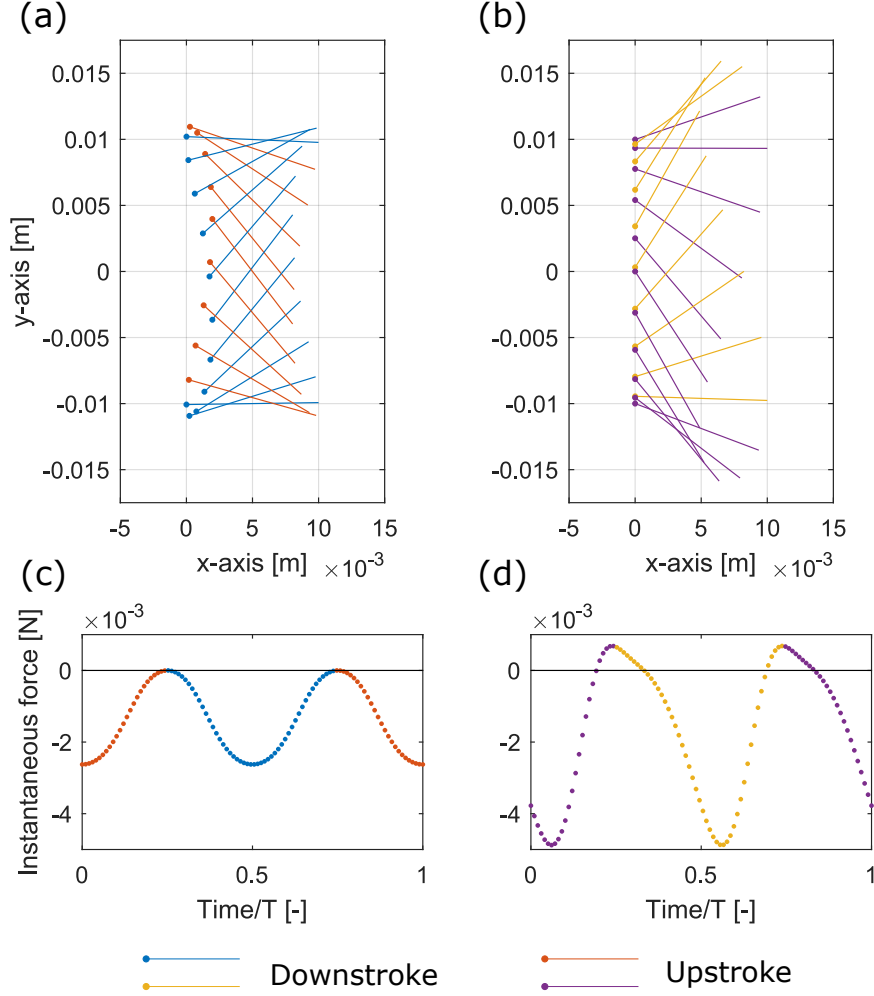 (a)
(b)
0.015
0.01
0.005
0
-0.005
-0.01
-0.015
y-axis [m]
-5 0 5 10 15
x-axis [m] ×10⁻³
0.015
0.01
0.005
0
-0.005
-0.01
-0.015
-5 0 5 10 15
x-axis [m] ×10⁻³
(c)
(d)
×10⁻³
0
-2
-4
Instantaneous force [N]
0 0.5 1
Time/T [-]
×10⁻³
0
-2
-4
0 0.5 1
Time/T [-]
Downstroke
Upstroke